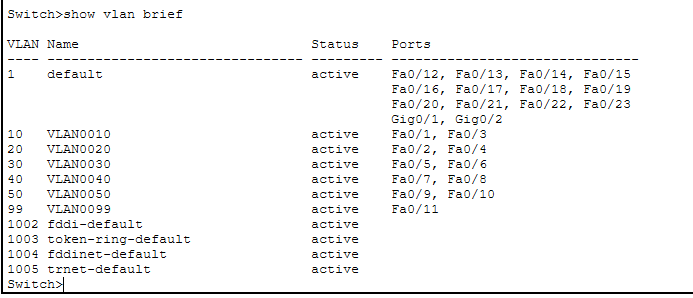 Switch>show vlan brief
VLAN Name                             Status    Ports
---- -------------------------------- --------- -------------------------------
1    default                          active    Fa0/12, Fa0/13, Fa0/14, Fa0/15
                                                Fa0/16, Fa0/17, Fa0/18, Fa0/19
                                                Fa0/20, Fa0/21, Fa0/22, Fa0/23
                                                Gig0/1, Gig0/2
10   VLAN0010                         active    Fa0/1, Fa0/3
20   VLAN0020                         active    Fa0/2, Fa0/4
30   VLAN0030                         active    Fa0/5, Fa0/6
40   VLAN0040                         active    Fa0/7, Fa0/8
50   VLAN0050                         active    Fa0/9, Fa0/10
99   VLAN0099                         active    Fa0/11
1002 fddi-default                     active
1003 token-ring-default               active
1004 fddinet-default                  active
1005 trnet-default                    active
Switch>